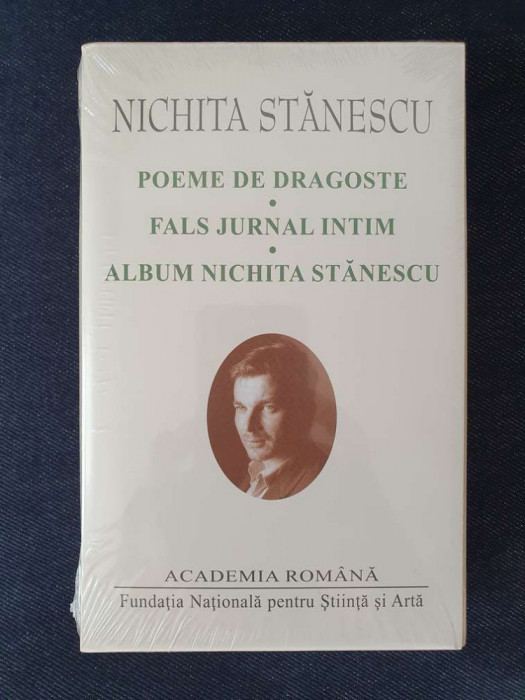 NICHITA STĂNESCU
POEME DE DRAGOSTE
•
FALS JURNAL INTIM
•
ALBUM NICHITA STĂNESCU
ACADEMIA ROMÂNĂ
Fundația Națională pentru Știință și Artă